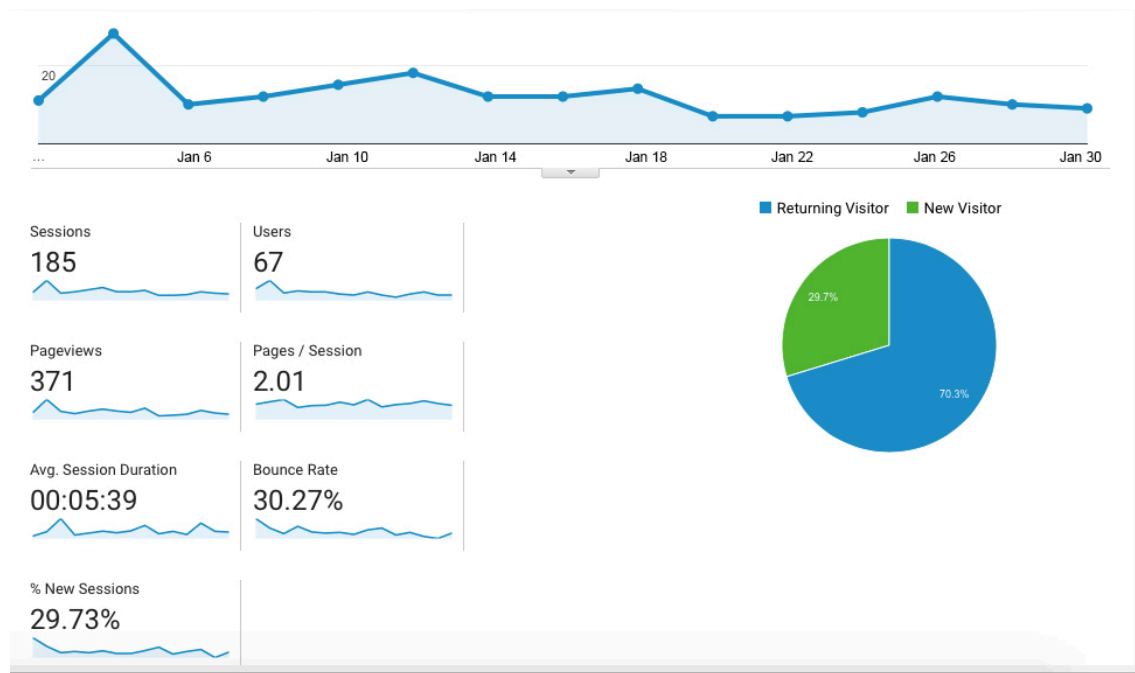 20
... Jan 6 Jan 10 Jan 14 Jan 18 Jan 22 Jan 26 Jan 30
Returning Visitor New Visitor
Sessions Users
185 67
29.7%
Pageviews Pages / Session
371 2.01
70.3%
Avg. Session Duration Bounce Rate
00:05:39 30.27%
% New Sessions
29.73%